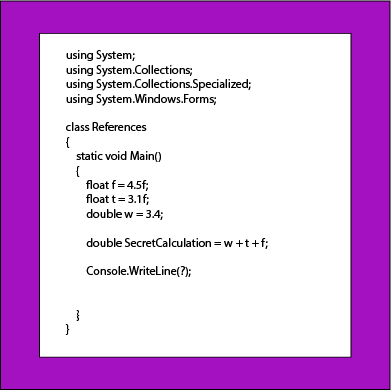 using System;
using System.Collections;
using System.Collections.Specialized;
using System.Windows.Forms;
class References
{
static void Main()
{
float f = 4.5f;
float t = 3.1f;
double w = 3.4;
double SecretCalculation = w + t + f;
Console.WriteLine(?);
}
}